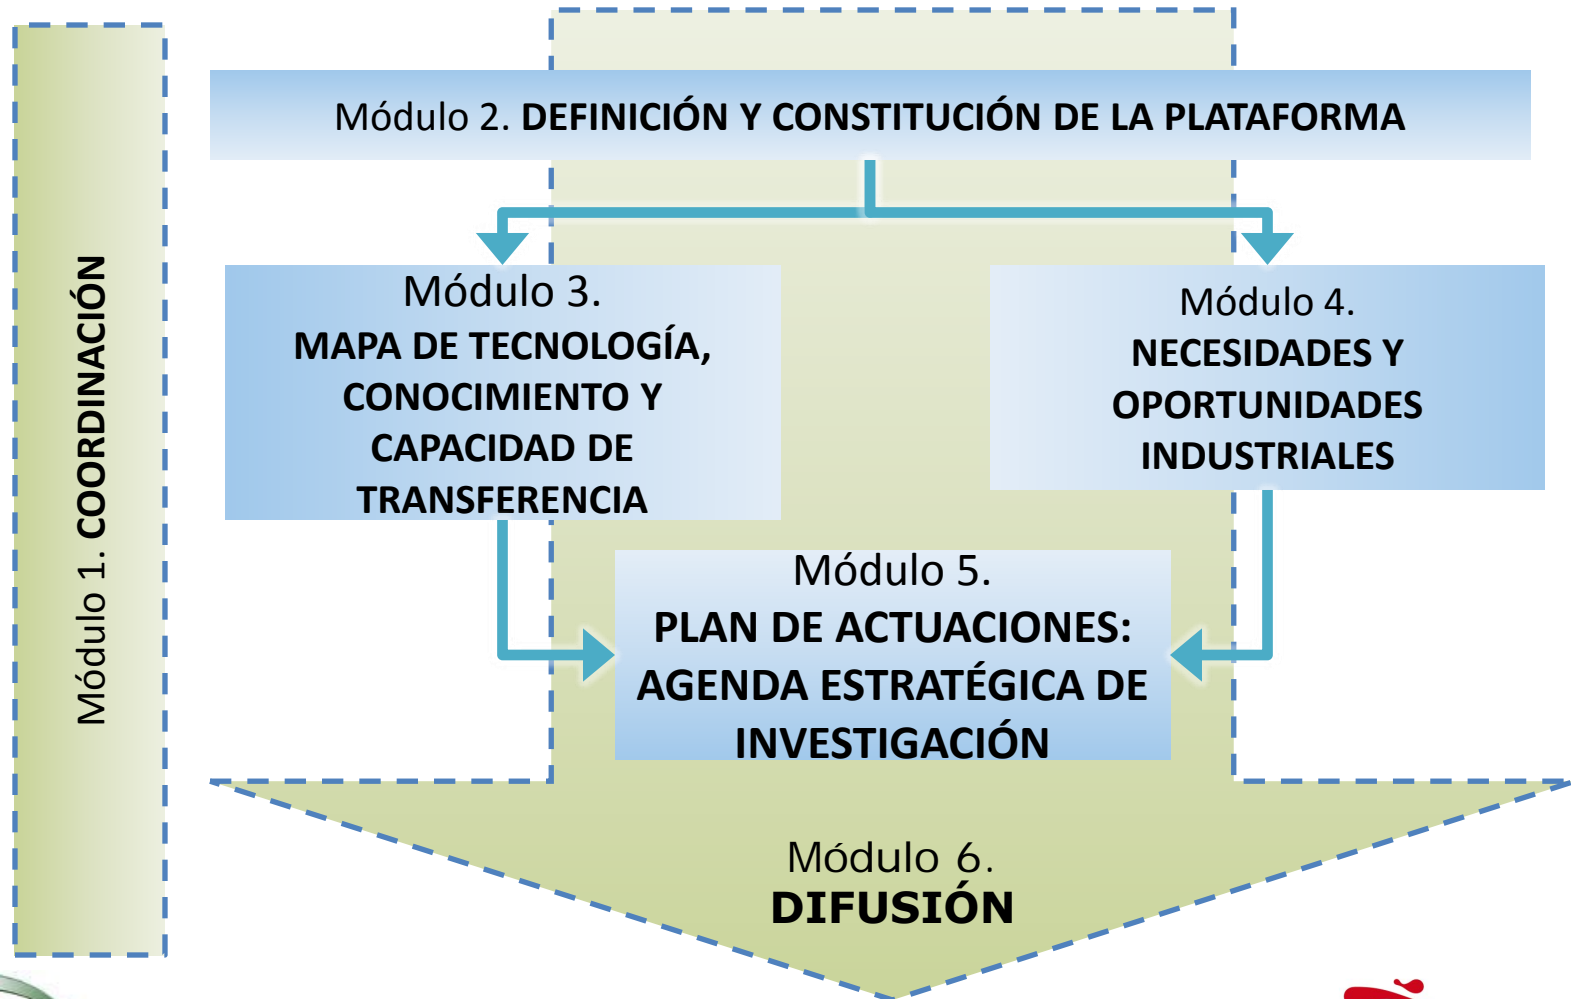 Módulo 1. COORDINACIÓN
Módulo 2. DEFINICIÓN Y CONSTITUCIÓN DE LA PLATAFORMA
Módulo 3.
MAPA DE TECNOLOGÍA,
CONOCIMIENTO Y
CAPACIDAD DE
TRANSFERENCIA
Módulo 4.
NECESIDADES Y
OPORTUNIDADES
INDUSTRIALES
Módulo 5.
PLAN DE ACTUACIONES:
AGENDA ESTRATÉGICA DE
INVESTIGACIÓN
Módulo 6.
DIFUSIÓN